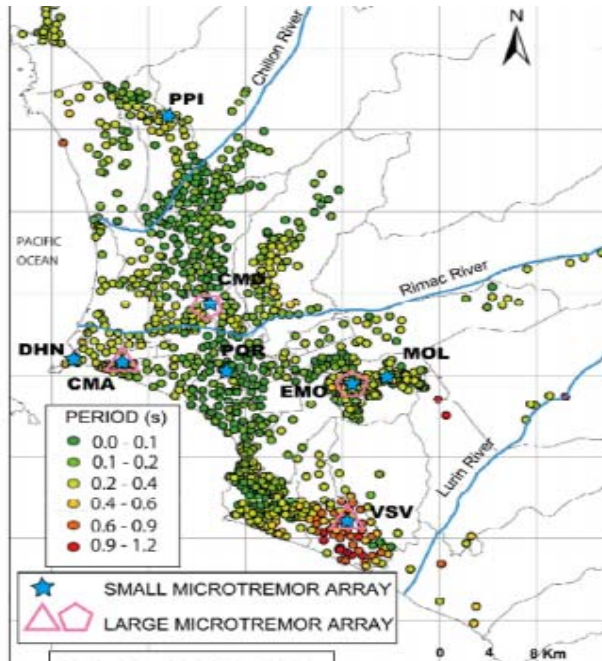 N
Chillon River
PPI
PACIFIC
OCEAN
CMD
Rimac River
DHN
POR
MOL
CMA
EMO
PERIOD (s)
0.0 - 0.1
0.1 - 0.2
0.2 - 0.4
0.4 - 0.6
0.6 - 0.9
0.9 - 1.2
Lurin River
VSV
SMALL MICROTREMOR ARRAY
LARGE MICROTREMOR ARRAY
0 4 8 Km